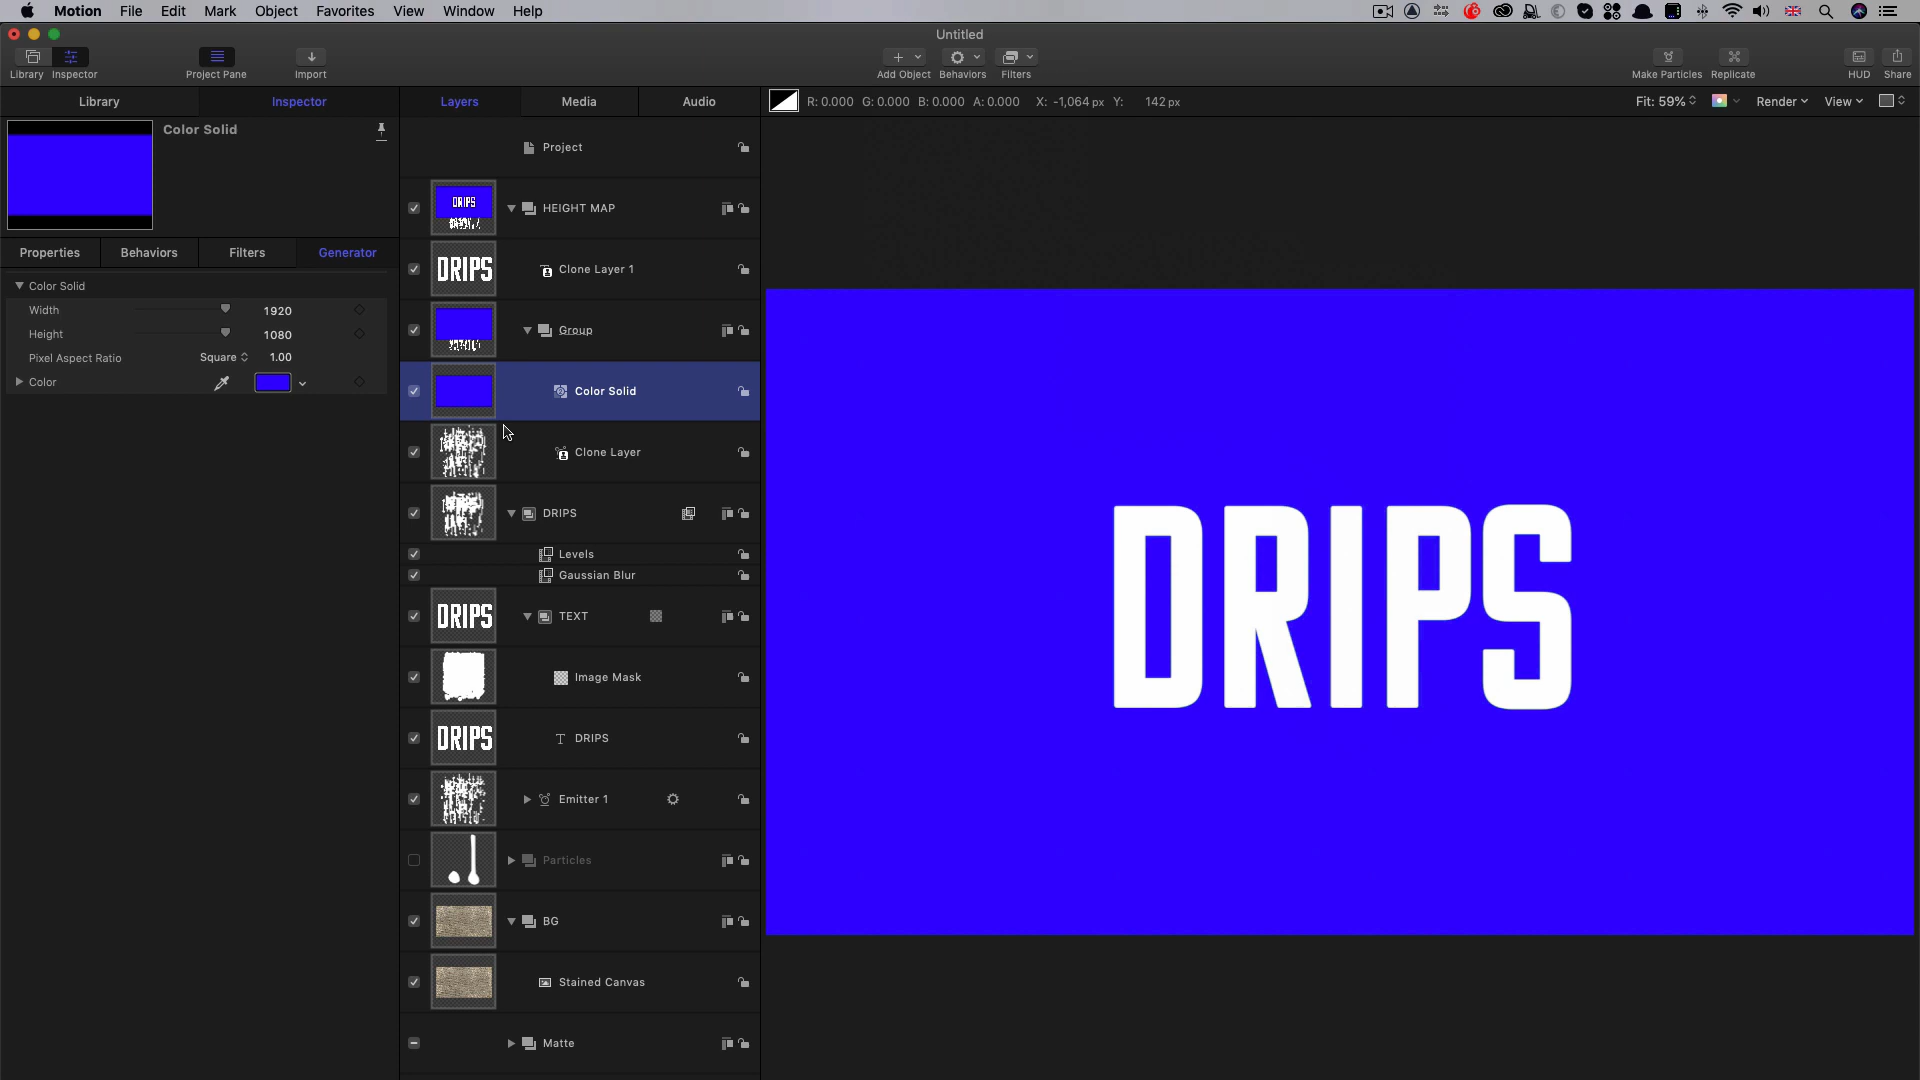 Motion File Edit Mark Object Favorites View Window Help
Untitled
Library Inspector Project Pane Import Add Object Behaviors Filters Make Particles Replicate HUD Share
Library Inspector Layers Media Audio R: 0.000 G: 0.000 B: 0.000 A: 0.000 X: -1,064 px Y: 142 px Fit: 59% Render View
Color Solid
Project
HEIGHT MAP
Properties Behaviors Filters Generator
Clone Layer 1
Color Solid
Width 1920
Height 1080
Pixel Aspect Ratio Square 1.00
Color
Group
Color Solid
Clone Layer
DRIPS
Levels
Gaussian Blur
TEXT
Image Mask
DRIPS
Emitter 1
Particles
BG
Stained Canvas
Matte
DRIPS
DRIPS
DRIPS
DRIPS
DRIPS